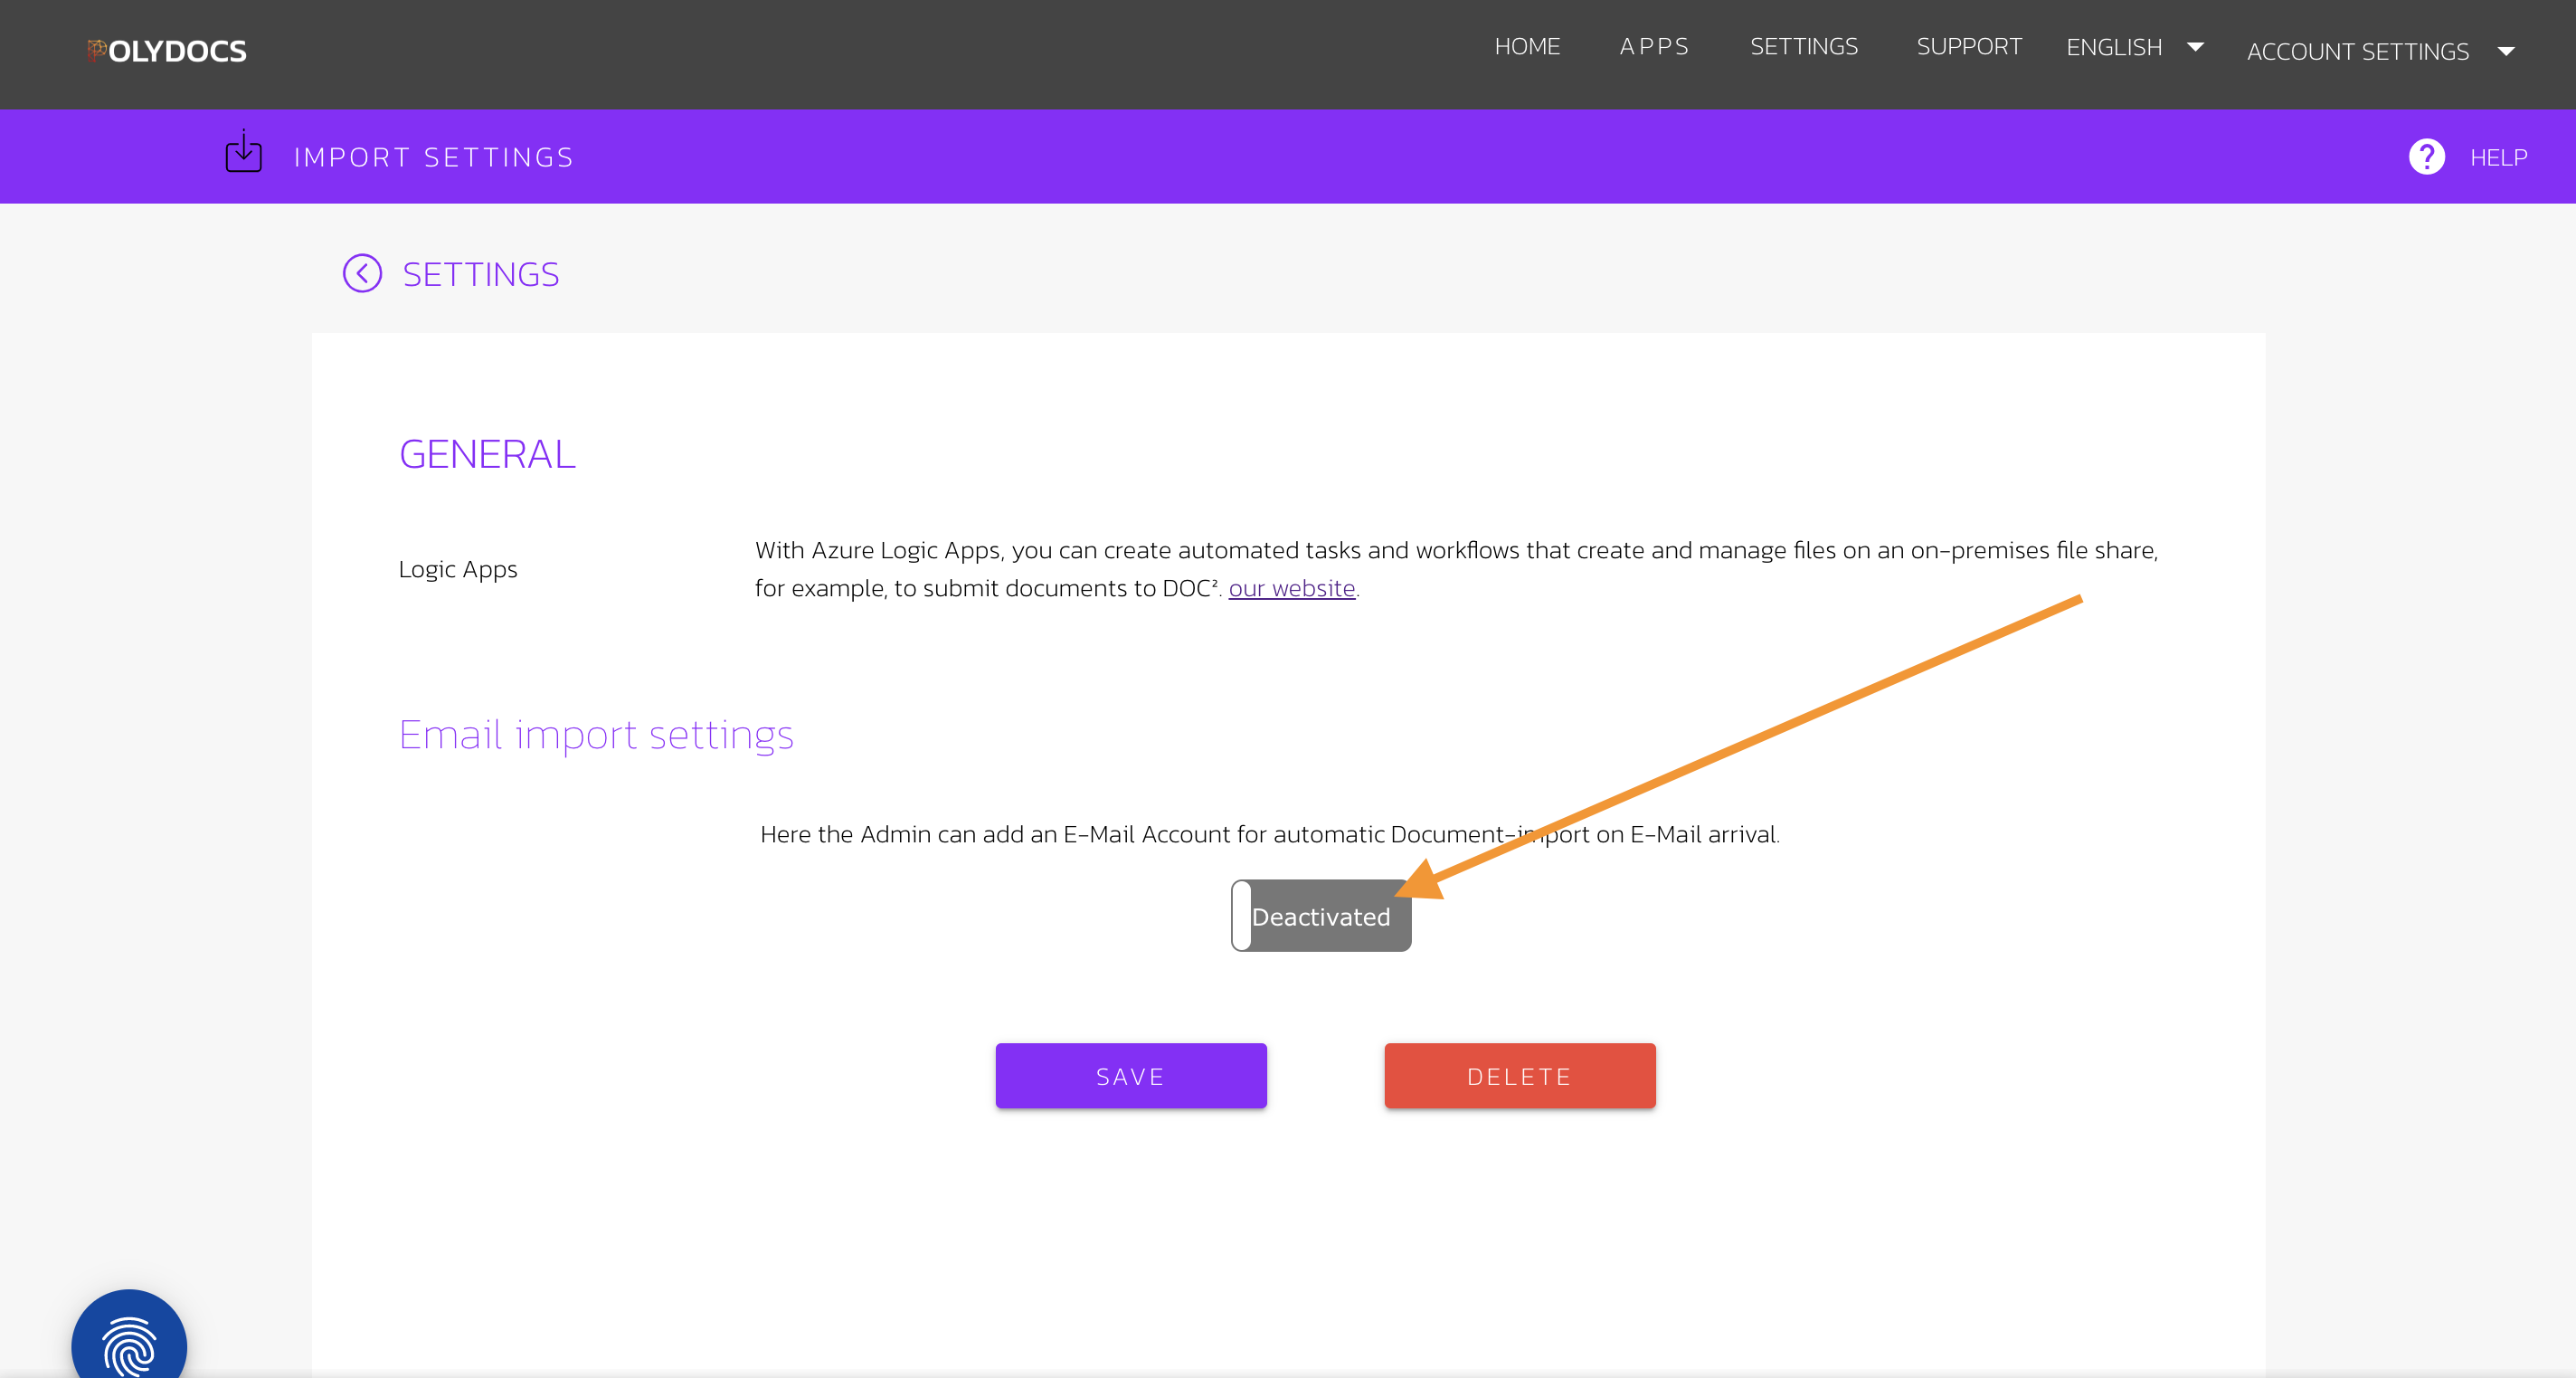 POLYDOCS
HOME APPS SETTINGS SUPPORT ENGLISH ACCOUNT SETTINGS
IMPORT SETTINGS
? HELP
SETTINGS
GENERAL
Logic Apps
With Azure Logic Apps, you can create automated tasks and workflows that create and manage files on an on-premises file share,
for example, to submit documents to DOC². our website.
Email import settings
Here the Admin can add an E-Mail Account for automatic Document-import on E-Mail arrival.
Deactivated
SAVE DELETE